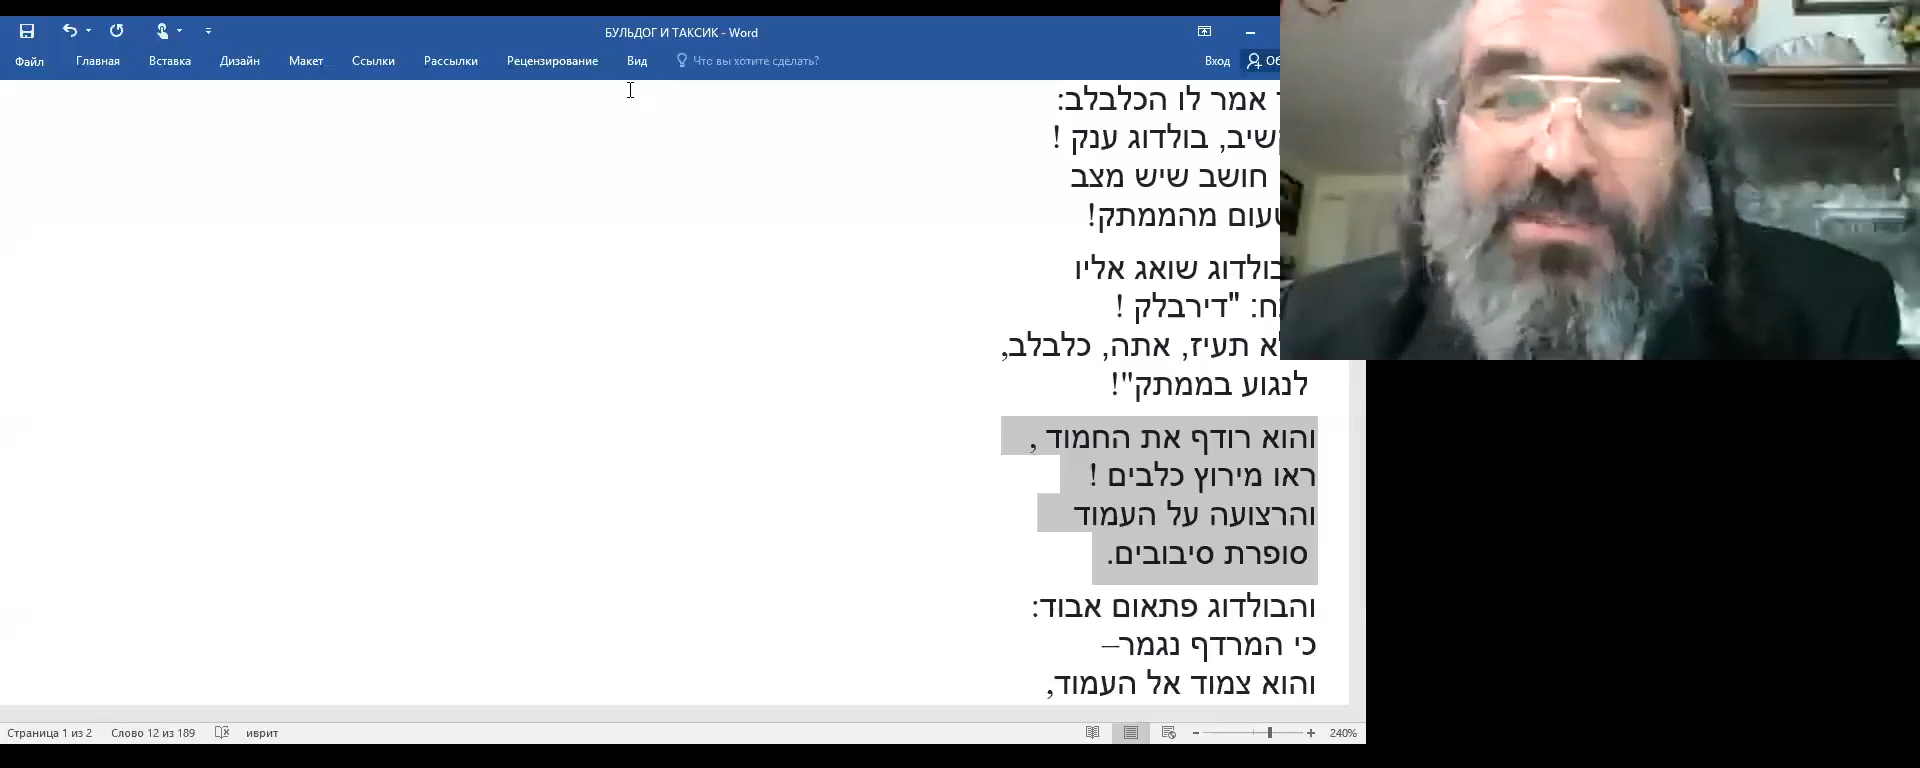 БУЛЬДОГ И ТАКСИК - Word
Файл Главная Вставка Дизайн Макет Ссылки Рассылки Рецензирование Вид Что вы хотите сделать? Вход
אמר לו הכלבלב:
בולדוג ענק !
חושב שיש מצב
מהממתק!
שואג אליו
"דירבלק !
תעיז, אתה, כלבלב,
לנגוע בממתק"!
והוא רודף את החמוד ,
ראו מירוץ כלבים !
והרצועה על העמוד
סופרת סיבובים.
והבולדוג פתאום אבוד:
כי המרדף נגמר–
והוא צמוד אל העמוד,
Страница 1 из 2 Слово 12 из 189 иврит 240%